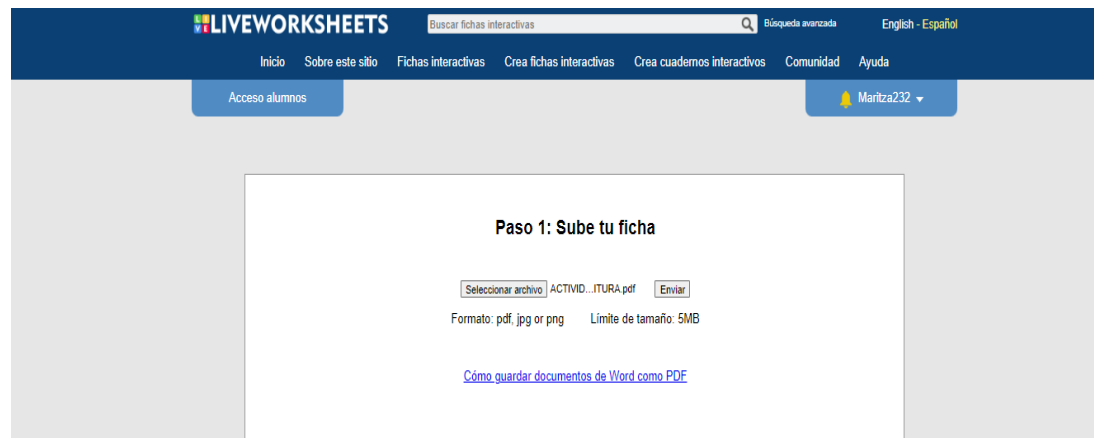 LIVEWORKSHEETS Buscar fichas interactivas Búsqueda avanzada English - Español
Inicio Sobre este sitio Fichas interactivas Crea fichas interactivas Crea cuadernos interactivos Comunidad Ayuda
Acceso alumnos Maritza232
Paso 1: Sube tu ficha
Seleccionar archivo ACTIVID...ITURA.pdf Enviar
Formato: pdf, jpg or png Límite de tamaño: 5MB
Cómo guardar documentos de Word como PDF